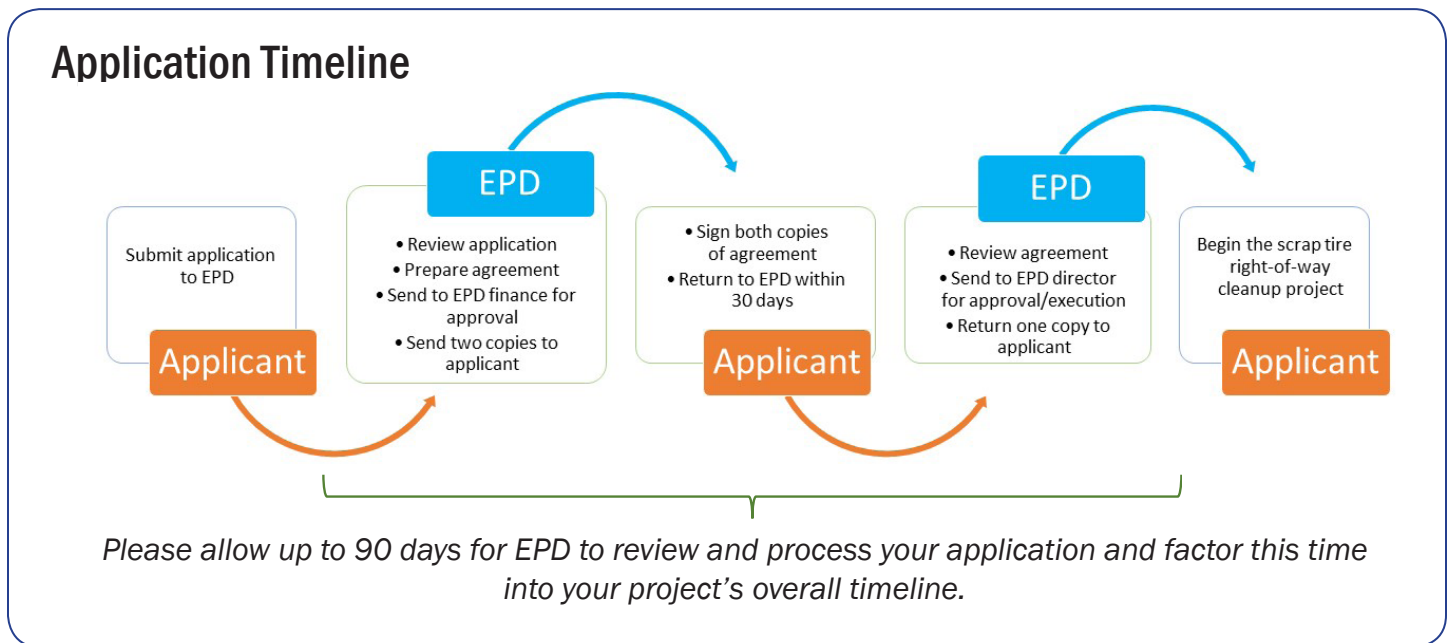 Application Timeline
Submit application
to EPD
Applicant
EPD
• Review application
• Prepare agreement
• Send to EPD finance for
approval
• Send two copies to
applicant
• Sign both copies
of agreement
• Return to EPD within
30 days
Applicant
EPD
• Review agreement
• Send to EPD director
for approval/execution
• Return one copy to
applicant
Begin the scrap tire
right-of-way
cleanup project
Applicant
Please allow up to 90 days for EPD to review and process your application and factor this time
into your project’s overall timeline.